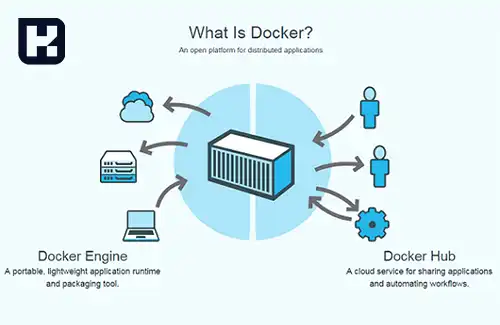 What Is Docker?
An open platform for distributed applications
Docker Engine
A portable, lightweight application runtime
and packaging tool.
Docker Hub
A cloud service for sharing applications
and automating workflows.